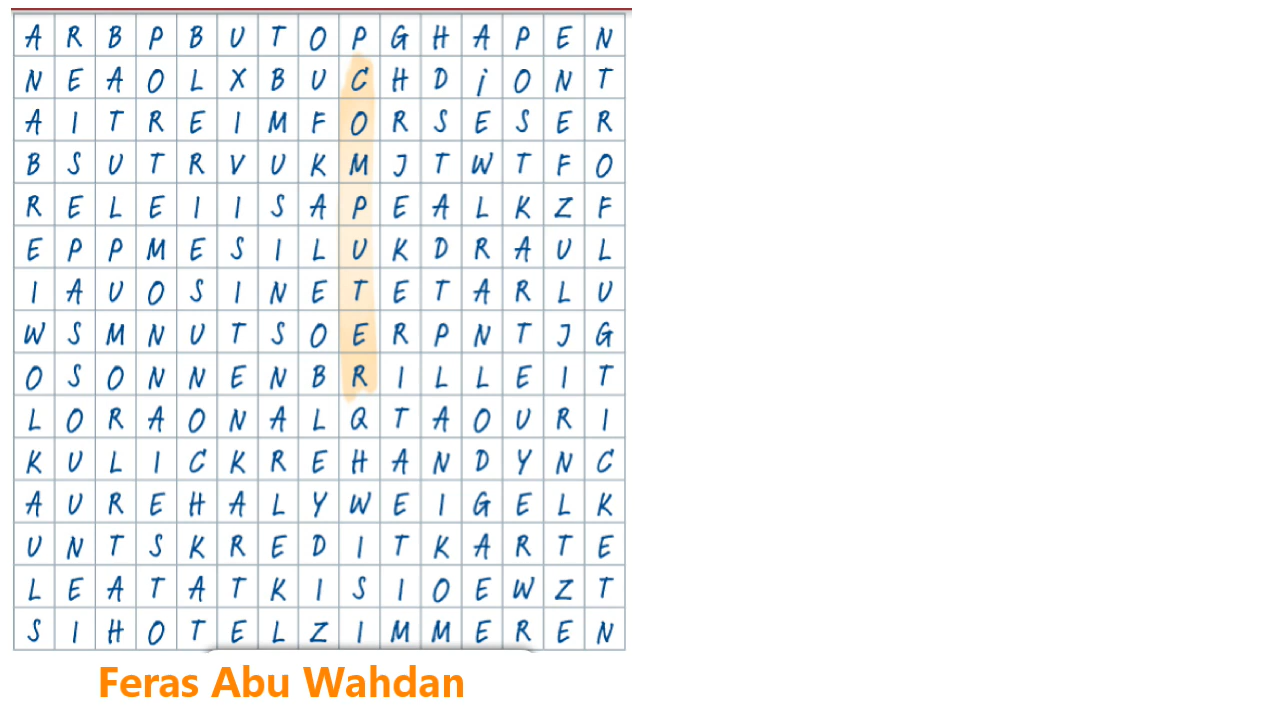 A R B P B U T O P G H A P E N
N E A O L X B U C H D i O N T
A I T R E I M F O R S E S E R
B S U T R V U K M J T W T F O
R E L E I I S A P E A L K Z F
E P P M E S I L U K D R A U L
I A U O S I N E T E T A R L U
W S M N U T S O E R P N T J G
O S O N N E N B R I L L E I T
L O R A O N A L Q T A O U R I
K U L I C K R E H A N D Y N C
A U R E H A L Y W E I G E L K
U N T S K R E D I T K A R T E
L E A T A T K I S I O E W Z T
S I H O T E L Z I M M E R E N
Feras Abu Wahdan